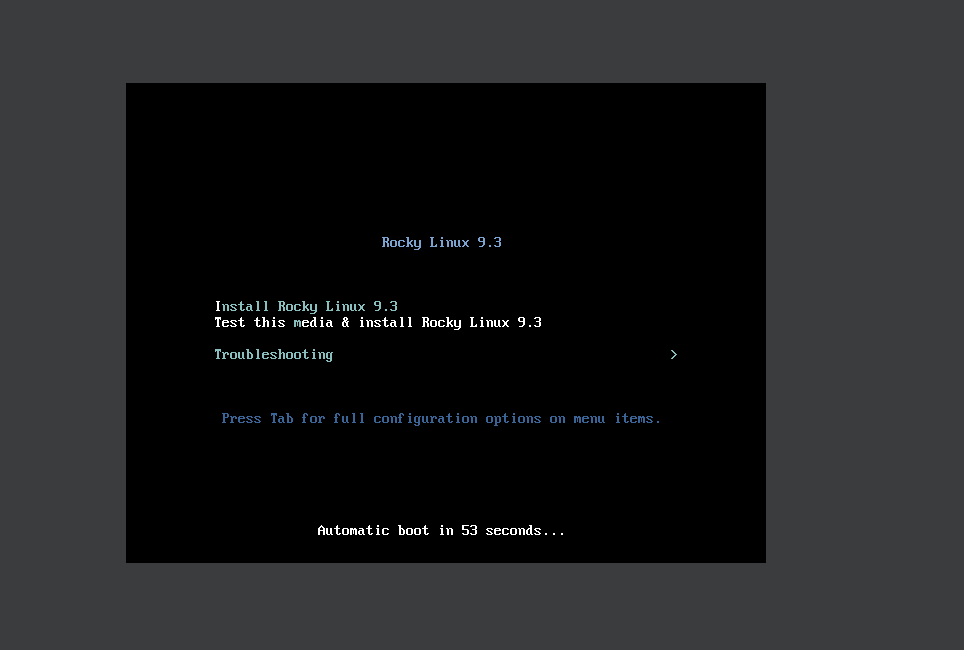 Rocky Linux 9.3
Install Rocky Linux 9.3
Test this media & install Rocky Linux 9.3
Troubleshooting >
Press Tab for full configuration options on menu items.
Automatic boot in 53 seconds...